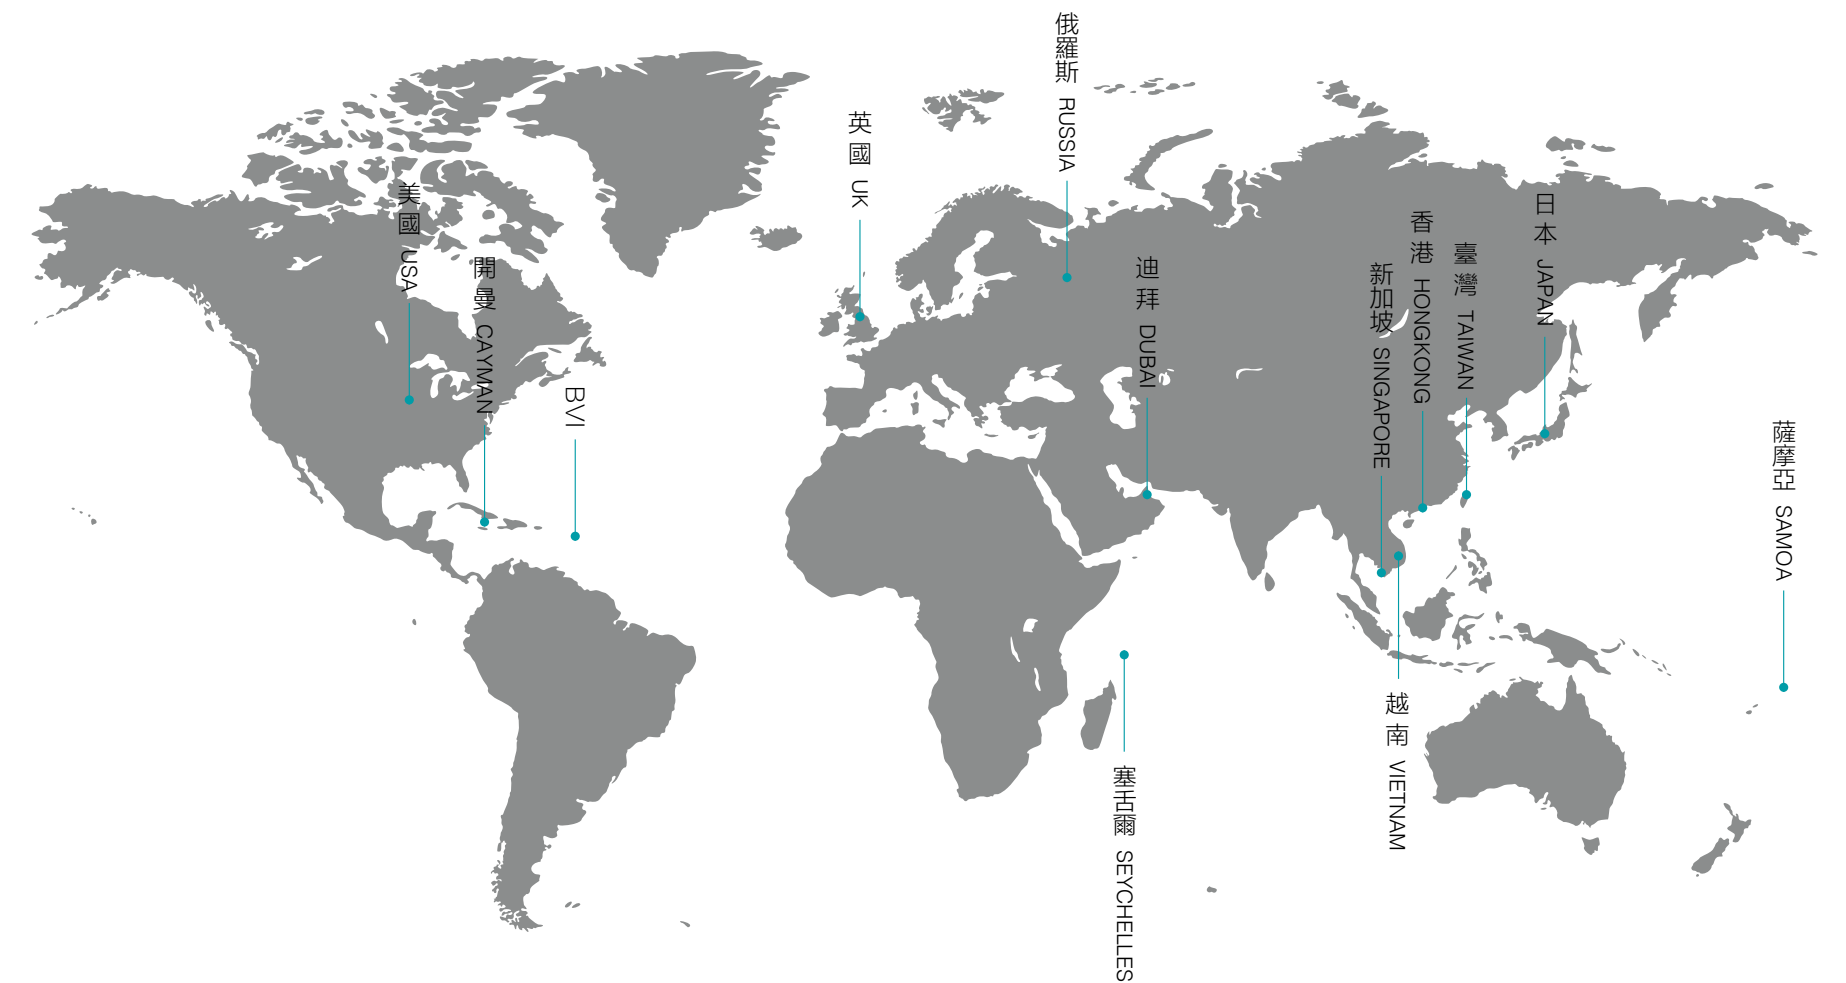 美國 USA
開曼 CAYMAN
BVI
英國 UK
俄羅斯 RUSSIA
迪拜 DUBAI
塞舌爾 SEYCHELLES
新加坡 SINGAPORE
越南 VIETNAM
香港 HONGKONG
臺灣 TAIWAN
日本 JAPAN
薩摩亞 SAMOA